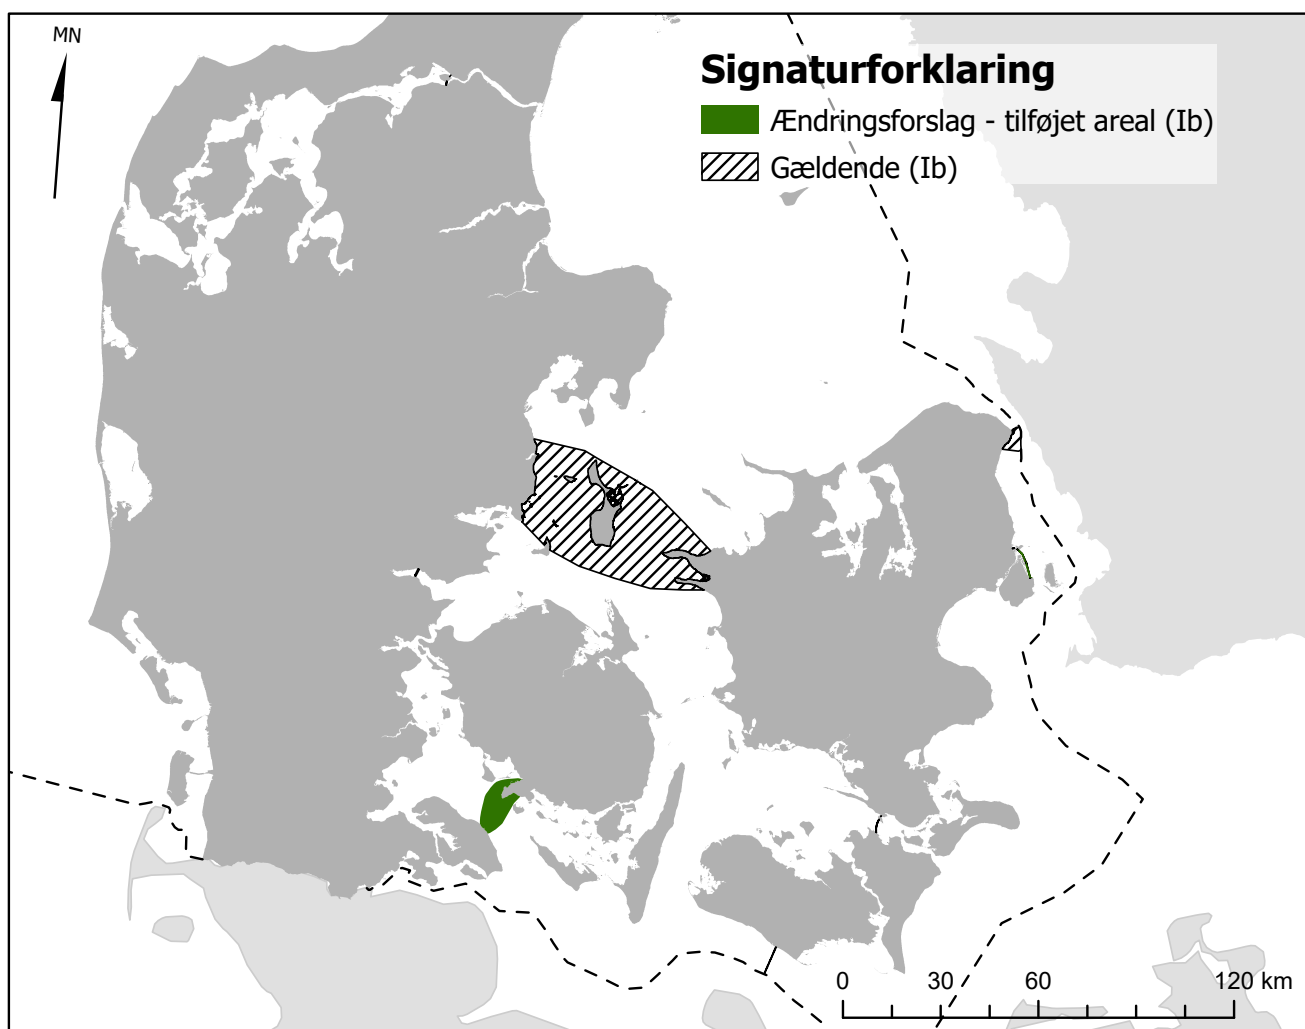 MN
Signaturforklaring
Ændringsforslag - tilføjet areal (Ib)
Gældende (Ib)
0 30 60 120 km